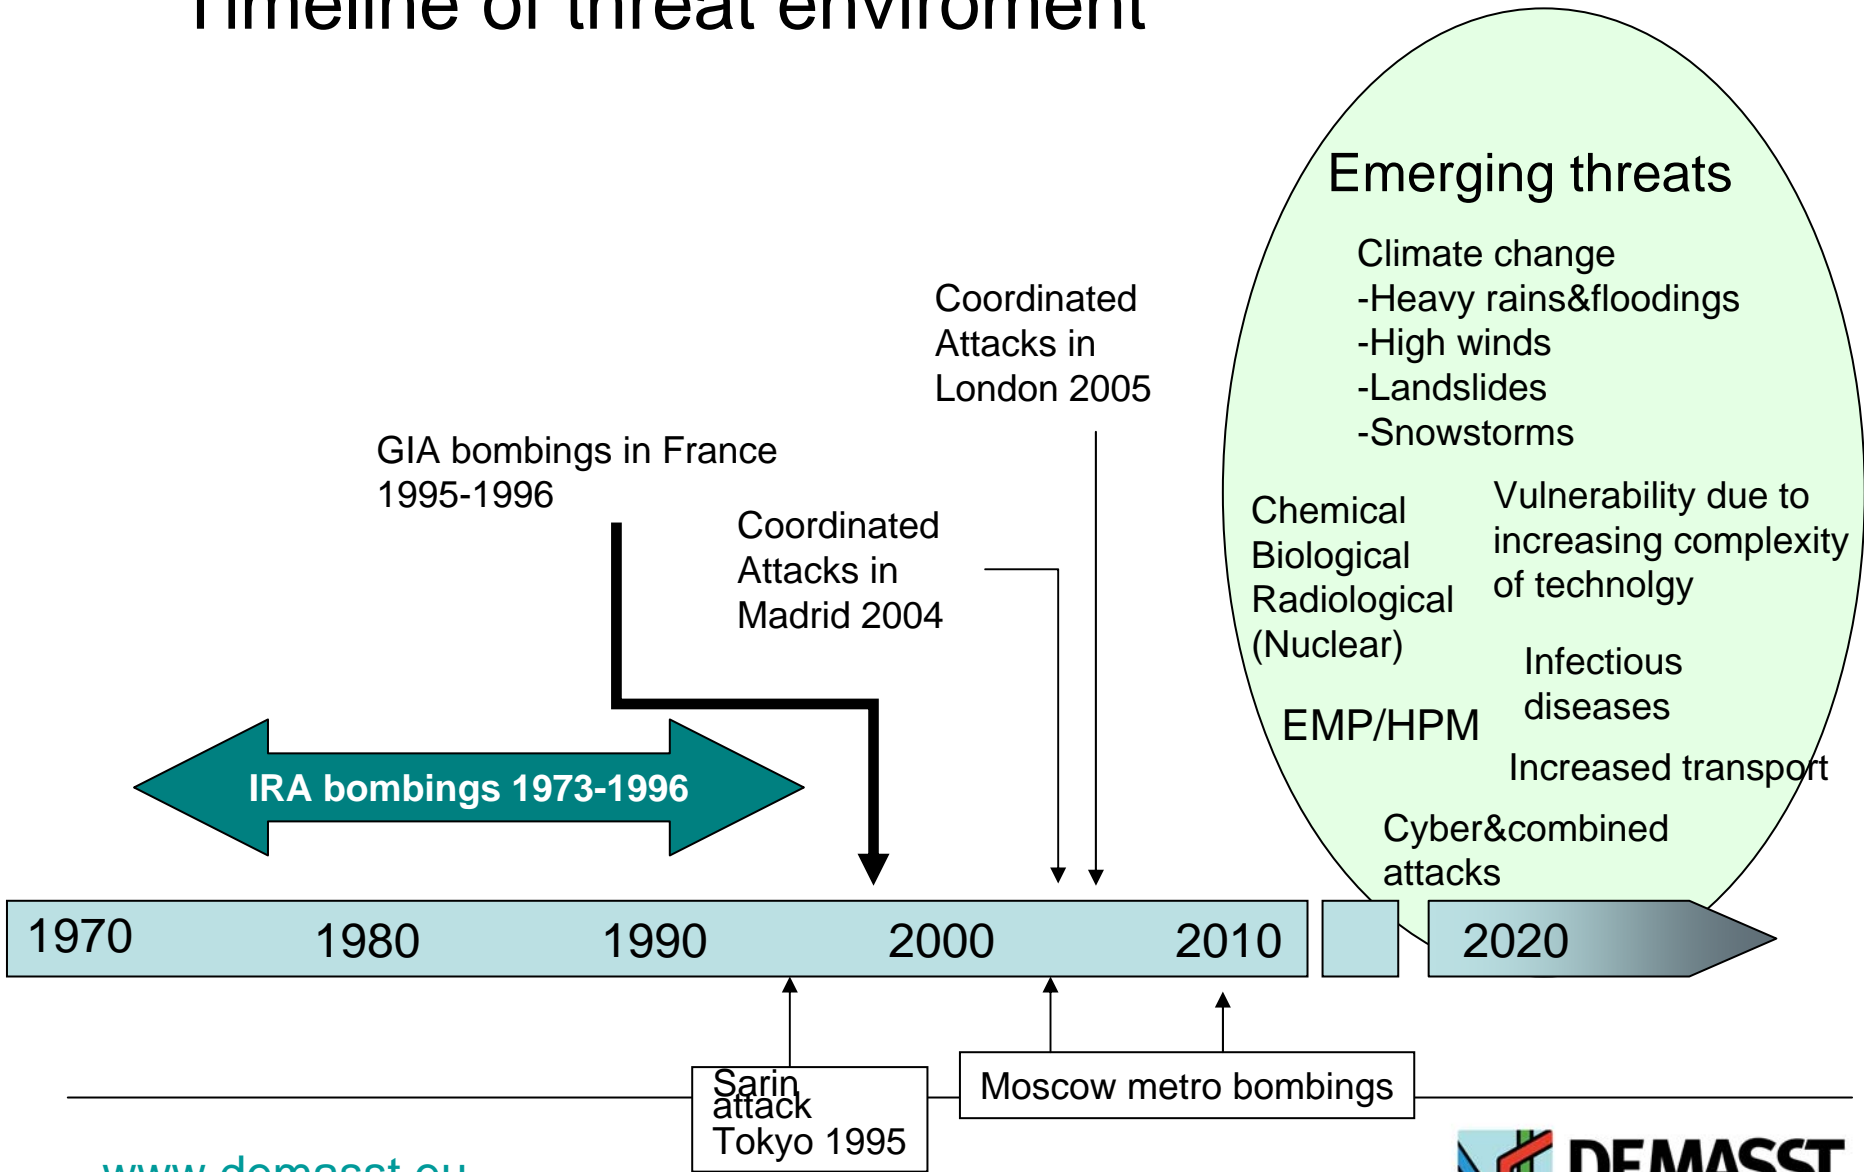 Timeline of threat enviroment
Emerging threats
Climate change
-Heavy rains&floodings
-High winds
-Landslides
-Snowstorms
Coordinated
Attacks in
London 2005
GIA bombings in France
1995-1996
Coordinated
Attacks in
Madrid 2004
Chemical
Biological
Radiological
(Nuclear)
Vulnerability due to
increasing complexity
of technolgy
Infectious
diseases
EMP/HPM
Increased transport
Cyber&combined
attacks
IRA bombings 1973-1996
1970 1980 1990 2000 2010 2020
Sarin
attack
Tokyo 1995
Moscow metro bombings
www.demasst.eu
DEMASST